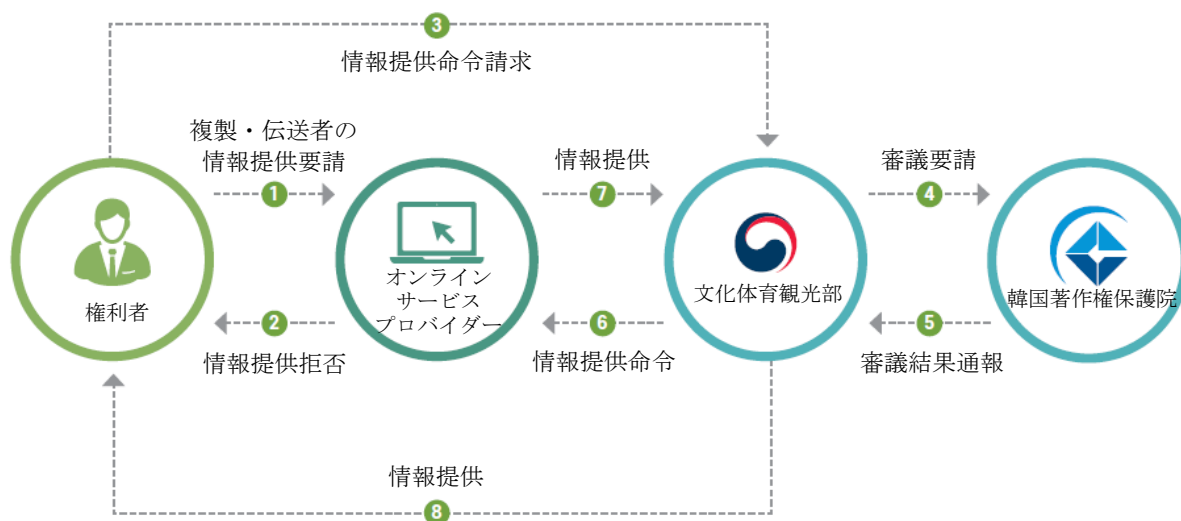 3
情報提供命令請求
複製・伝送者の
情報提供要請
1
情報提供
7
審議要請
4
権利者
オンライン
サービス
プロバイダー
文化体育観光部
韓国著作権保護院
2
情報提供拒否
6
情報提供命令
5
審議結果通報
情報提供
8